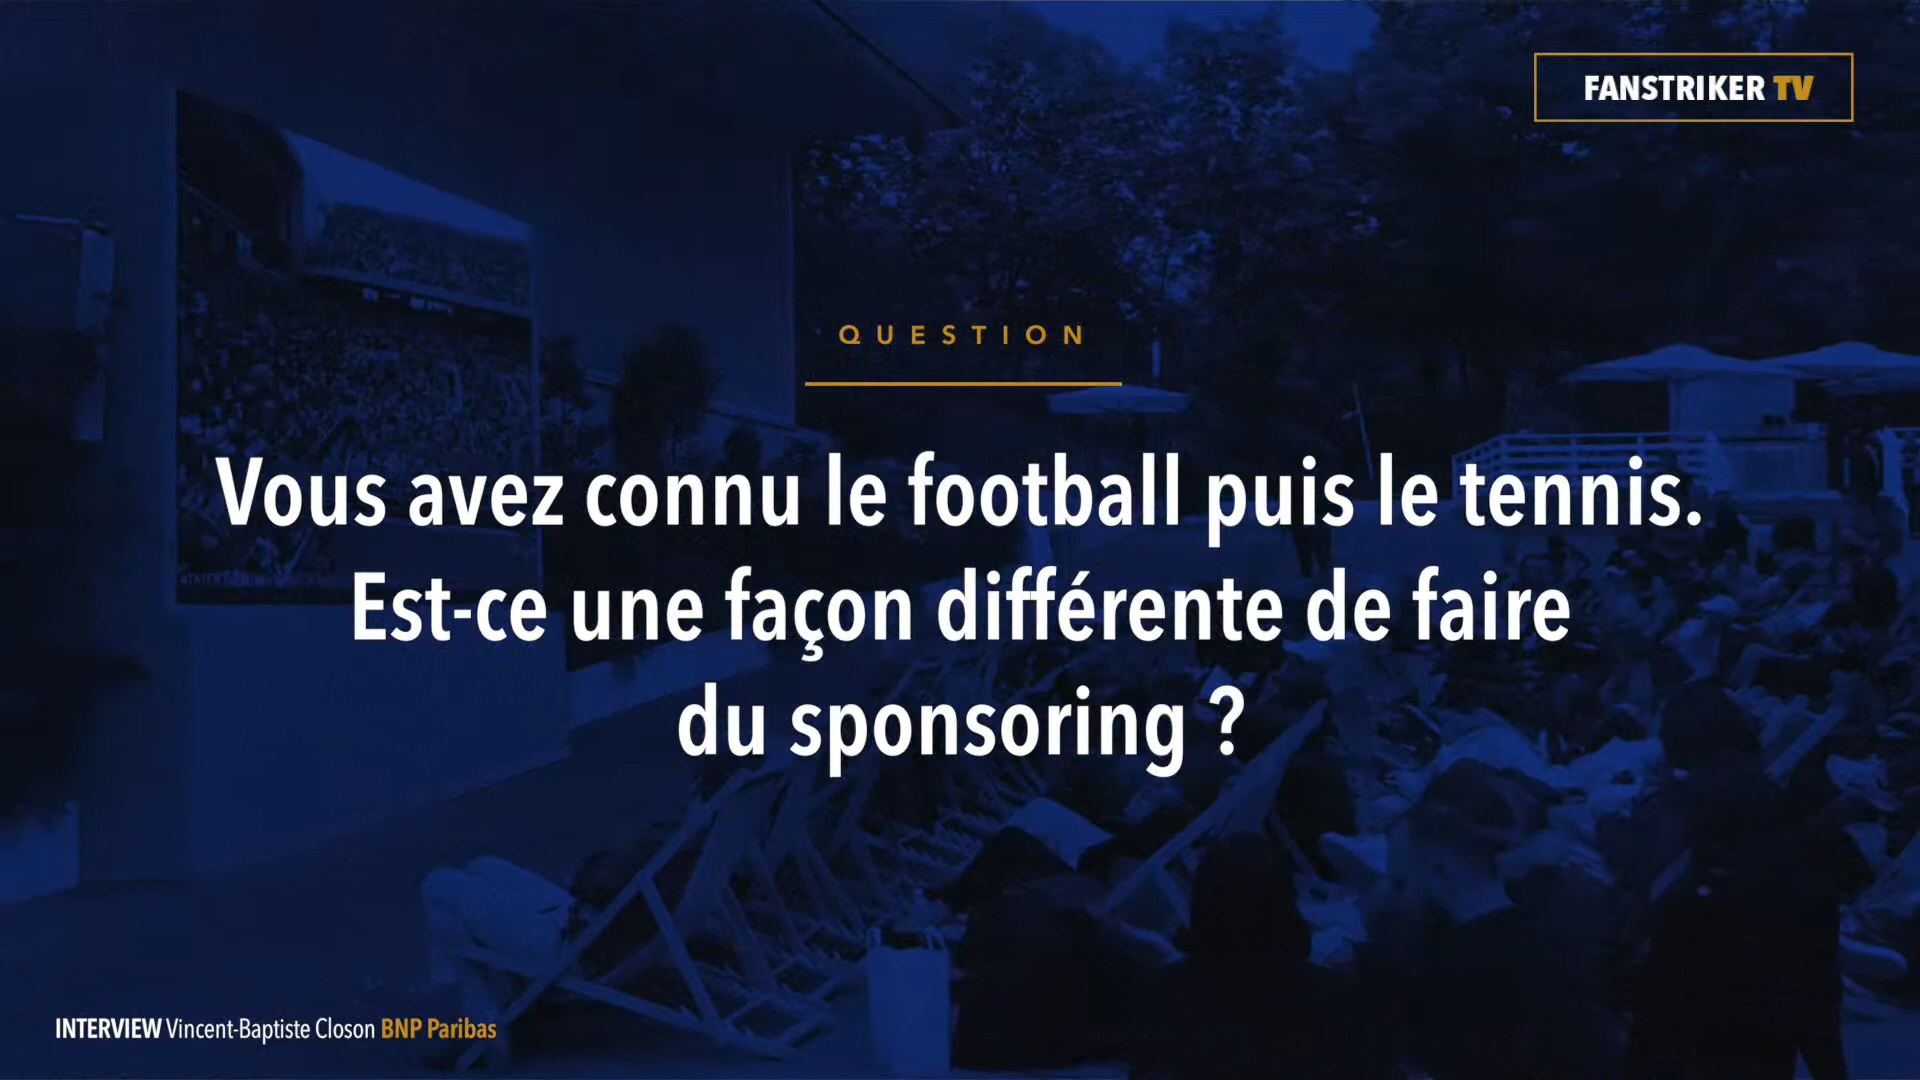 FANSTRIKER TV
QUESTION
Vous avez connu le football puis le tennis.
Est-ce une façon différente de faire
du sponsoring ?
INTERVIEW Vincent-Baptiste Closon BNP Paribas